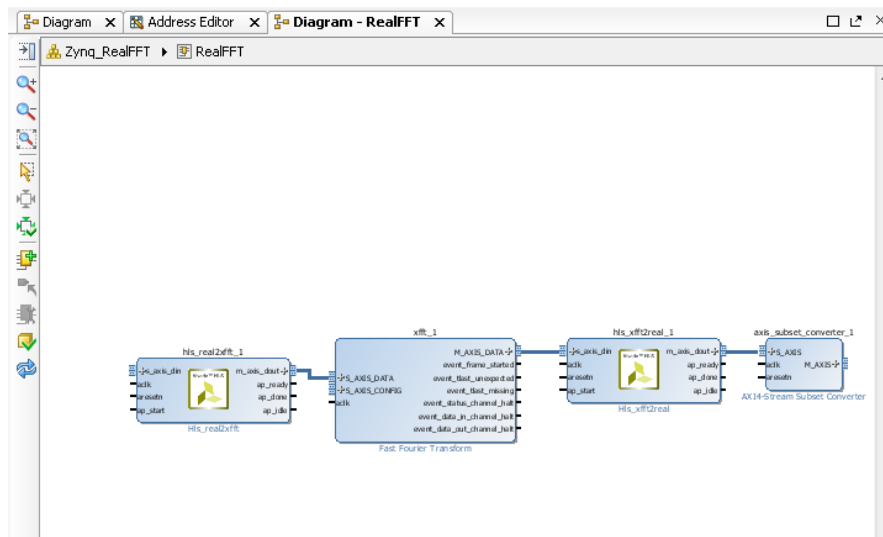 Diagram
Address Editor
Diagram - RealFFT
Zynq_RealFFT
RealFFT
hls_real2xfft_1
s_axis_din
aclk
aresetn
ap_start
m_axis_dout
ap_ready
ap_done
ap_idle
Hls_real2xfft
xfft_1
S_AXIS_DATA
S_AXIS_CONFIG
aclk
M_AXIS_DATA
event_frame_started
event_tlast_unexpected
event_tlast_missing
event_status_channel_halt
event_data_in_channel_halt
event_data_out_channel_halt
Fast Fourier Transform
hls_xfft2real_1
s_axis_din
aclk
aresetn
ap_start
m_axis_dout
ap_ready
ap_done
ap_idle
Hls_xfft2real
axis_subset_converter_1
S_AXIS
aclk
aresetn
M_AXIS
AXI4-Stream Subset Converter